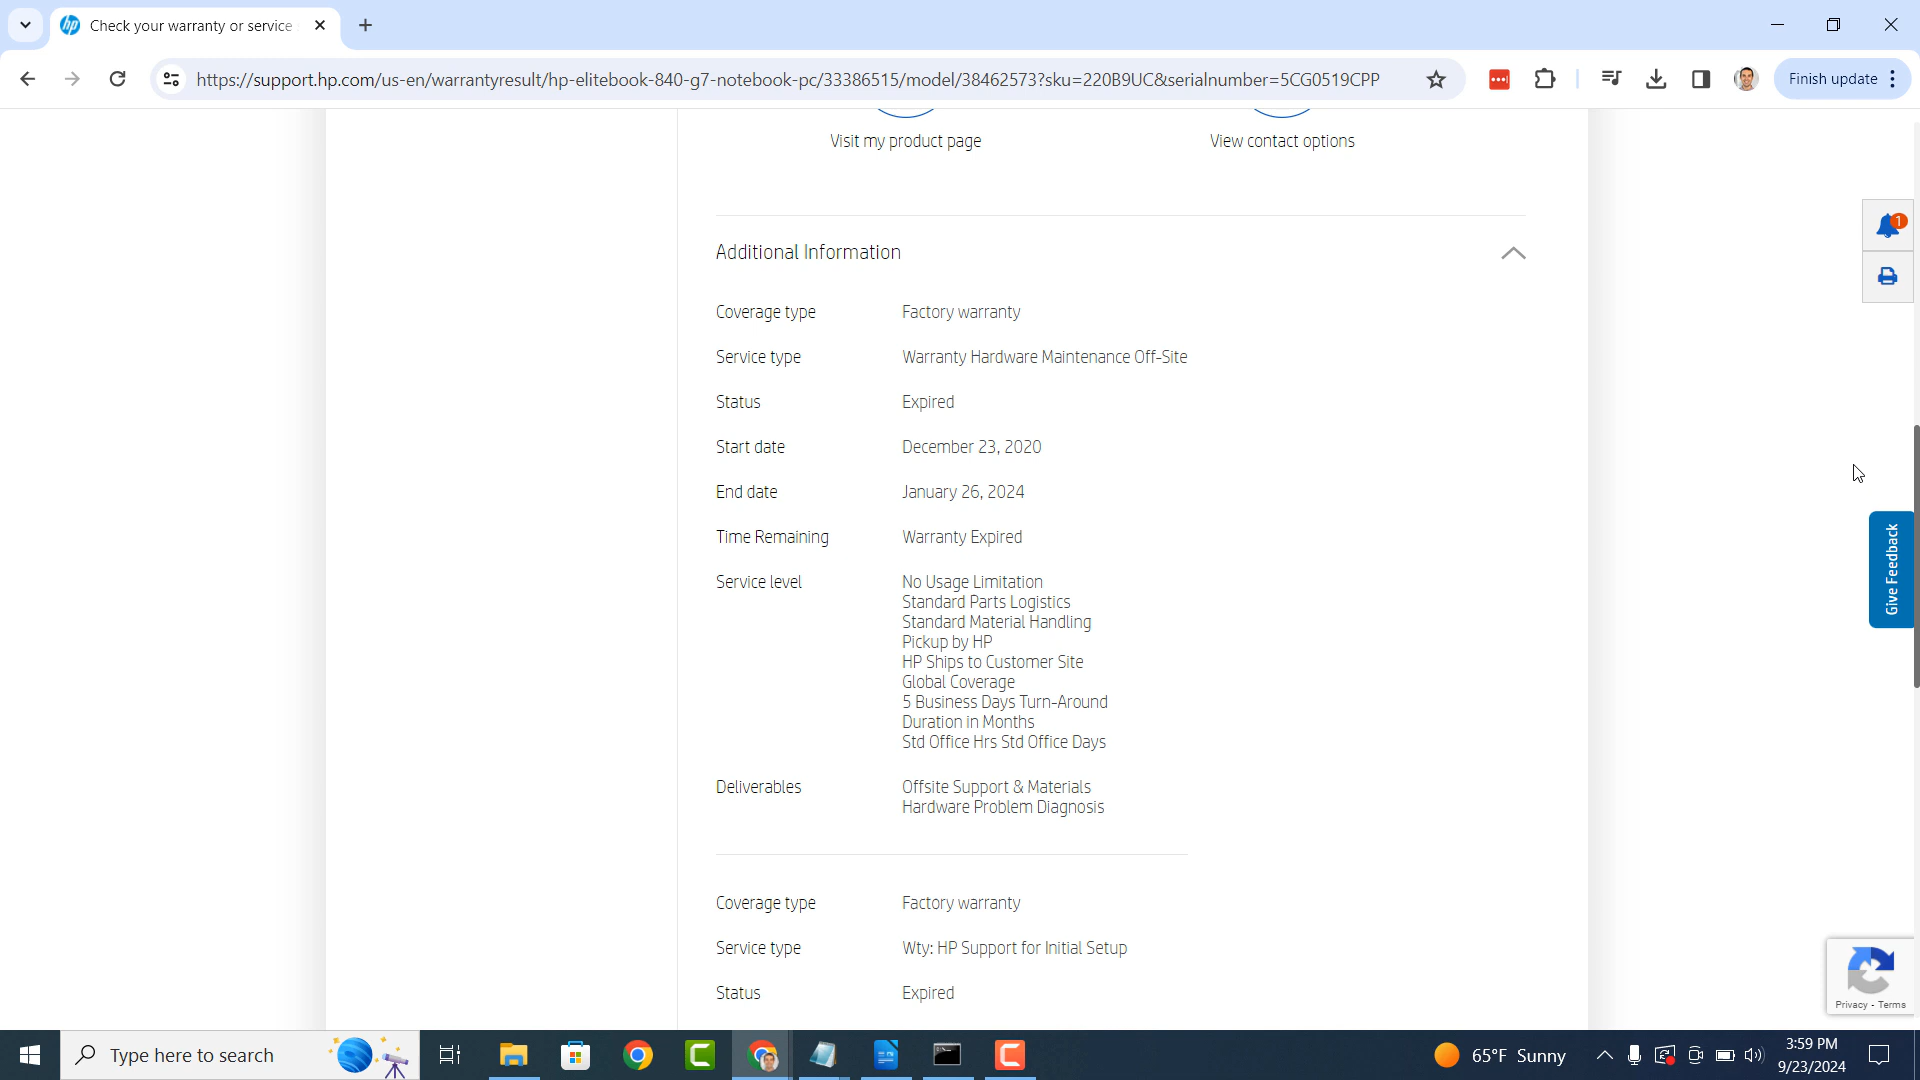 Check your warranty or service
https://support.hp.com/us-en/warrantyresult/hp-elitebook-840-g7-notebook-pc/33386515/model/38462573?sku=220B9UC&serialnumber=5CG0519CPP
Finish update
Visit my product page
View contact options
1
Additional Information
Coverage type Factory warranty
Service type Warranty Hardware Maintenance Off-Site
Status Expired
Start date December 23, 2020
End date January 26, 2024
Time Remaining Warranty Expired
Service level No Usage Limitation
Standard Parts Logistics
Standard Material Handling
Pickup by HP
HP Ships to Customer Site
Global Coverage
5 Business Days Turn-Around
Duration in Months
Std Office Hrs Std Office Days
Deliverables Offsite Support & Materials
Hardware Problem Diagnosis
Coverage type Factory warranty
Service type Wty: HP Support for Initial Setup
Status Expired
Give Feedback
Privacy - Terms
Type here to search
65°F Sunny
3:59 PM
9/23/2024